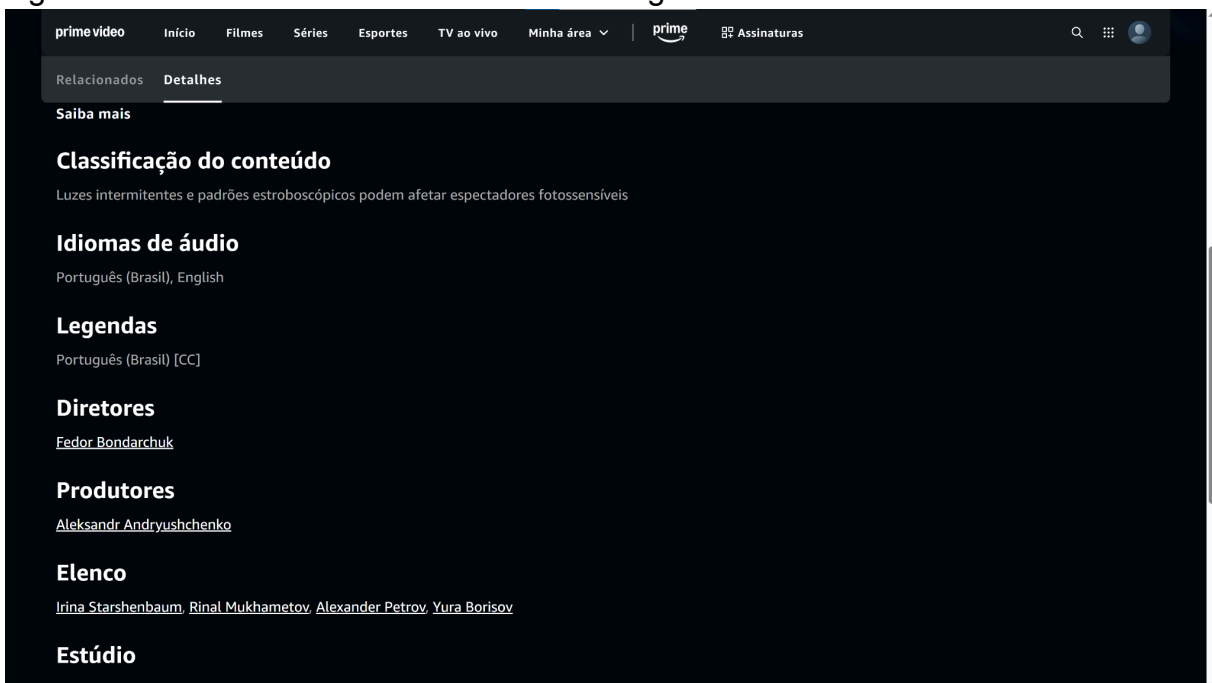 prime video Início Filmes Séries Esportes TV ao vivo Minha área prime Assinaturas
Relacionados Detalhes
Saiba mais
Classificação do conteúdo
Luzes intermitentes e padrões estroboscópicos podem afetar espectadores fotossensíveis
Idiomas de áudio
Português (Brasil), English
Legendas
Português (Brasil) [CC]
Diretores
Fedor Bondarchuk
Produtores
Aleksandr Andryushchenko
Elenco
Irina Starshenbaum, Rinal Mukhametov, Alexander Petrov, Yura Borisov
Estúdio